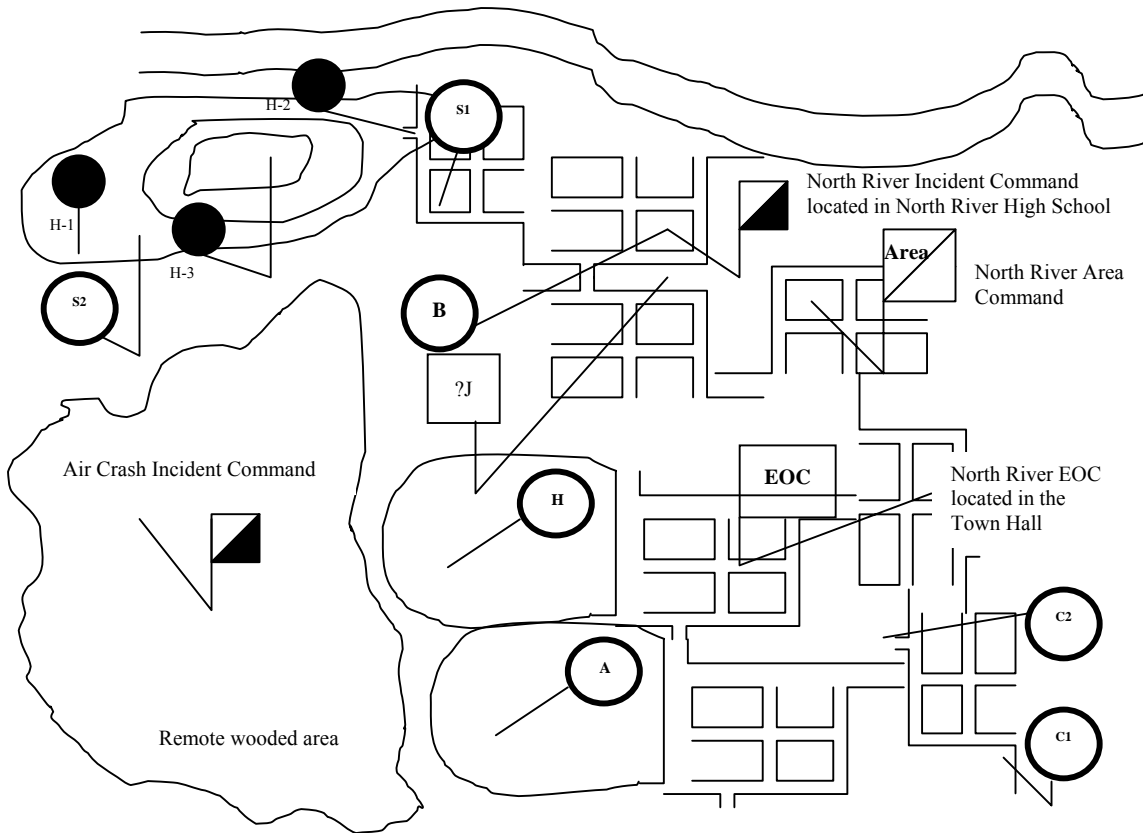 H-2
S1
H-1
H-3
North River Incident Command
located in North River High School
Area
North River Area
Command
S2
B
?J
Air Crash Incident Command
EOC
North River EOC
located in the
Town Hall
H
C2
A
Remote wooded area
C1